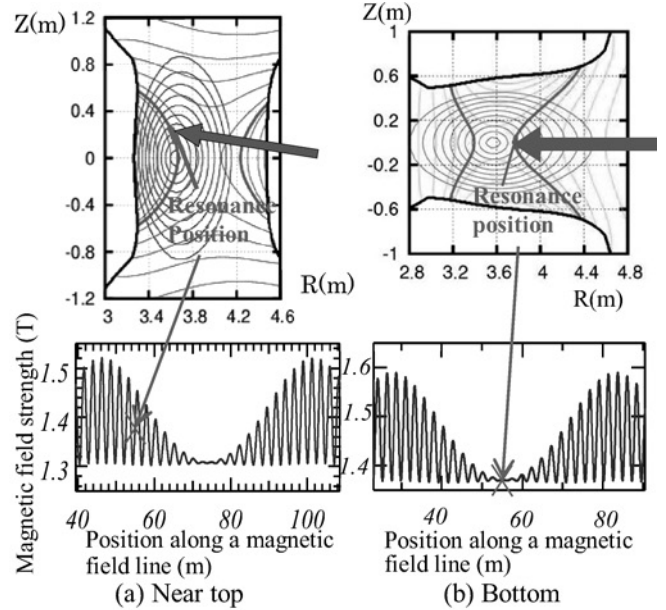 Z(m)
1.2
0.8
0.4
0
-0.4
-0.8
-1.2
3 3.4 3.8 4.2 4.6
R(m)
Resonance
Position
Z(m)
1
0.6
0.2
-0.2
-0.6
-1
2.8 3.2 3.6 4 4.4 4.8
R(m)
Resonance
position
Magnetic field strength (T)
1.5
1.4
1.3
40 60 80 100
Position along a magnetic
field line (m)
(a) Near top
1.6
1.5
1.4
40 60 80
Position along a magnetic
field line (m)
(b) Bottom